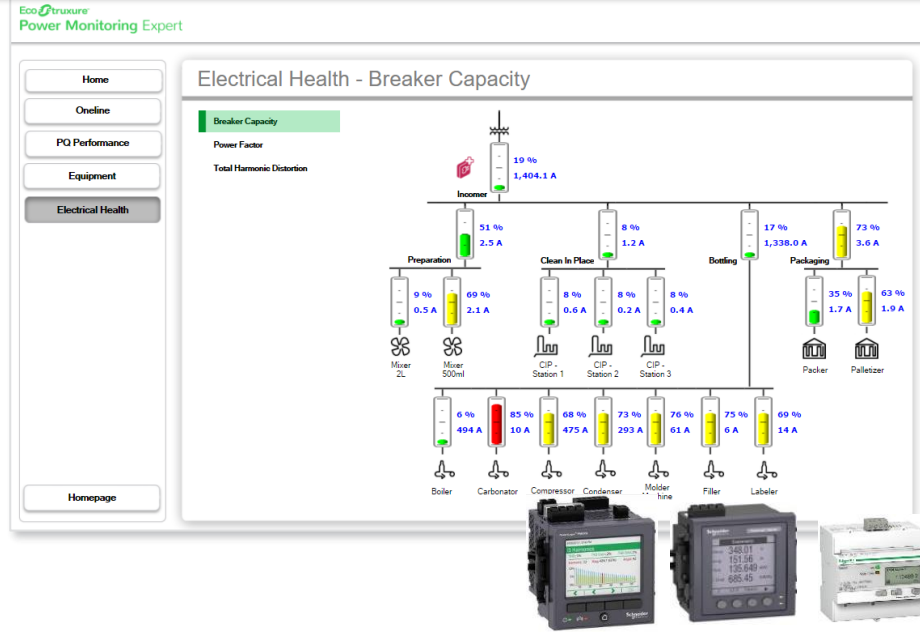 EcoStruxure
Power Monitoring Expert
Home
Oneline
PQ Performance
Equipment
Electrical Health
Homepage
Electrical Health - Breaker Capacity
Breaker Capacity
Power Factor
Total Harmonic Distortion
19 %
1,404.1 A
Incomer
51 %
2.5 A
Preparation
8 %
1.2 A
Clean In Place
17 %
1,338.0 A
Bottling
73 %
3.6 A
Packaging
9 %
0.5 A
69 %
2.1 A
8 %
0.6 A
8 %
0.2 A
8 %
0.4 A
35 %
1.7 A
63 %
1.9 A
Mixer
2L
Mixer
500ml
CIP -
Station 1
CIP -
Station 2
CIP -
Station 3
Packer
Palletizer
6 %
494 A
85 %
10 A
68 %
475 A
73 %
293 A
76 %
61 A
75 %
6 A
69 %
14 A
Boiler
Carbonator
Compressor
Condenser
Molder
Filler
Labeler
Schneider
348.01
151.56
135.649
685.45